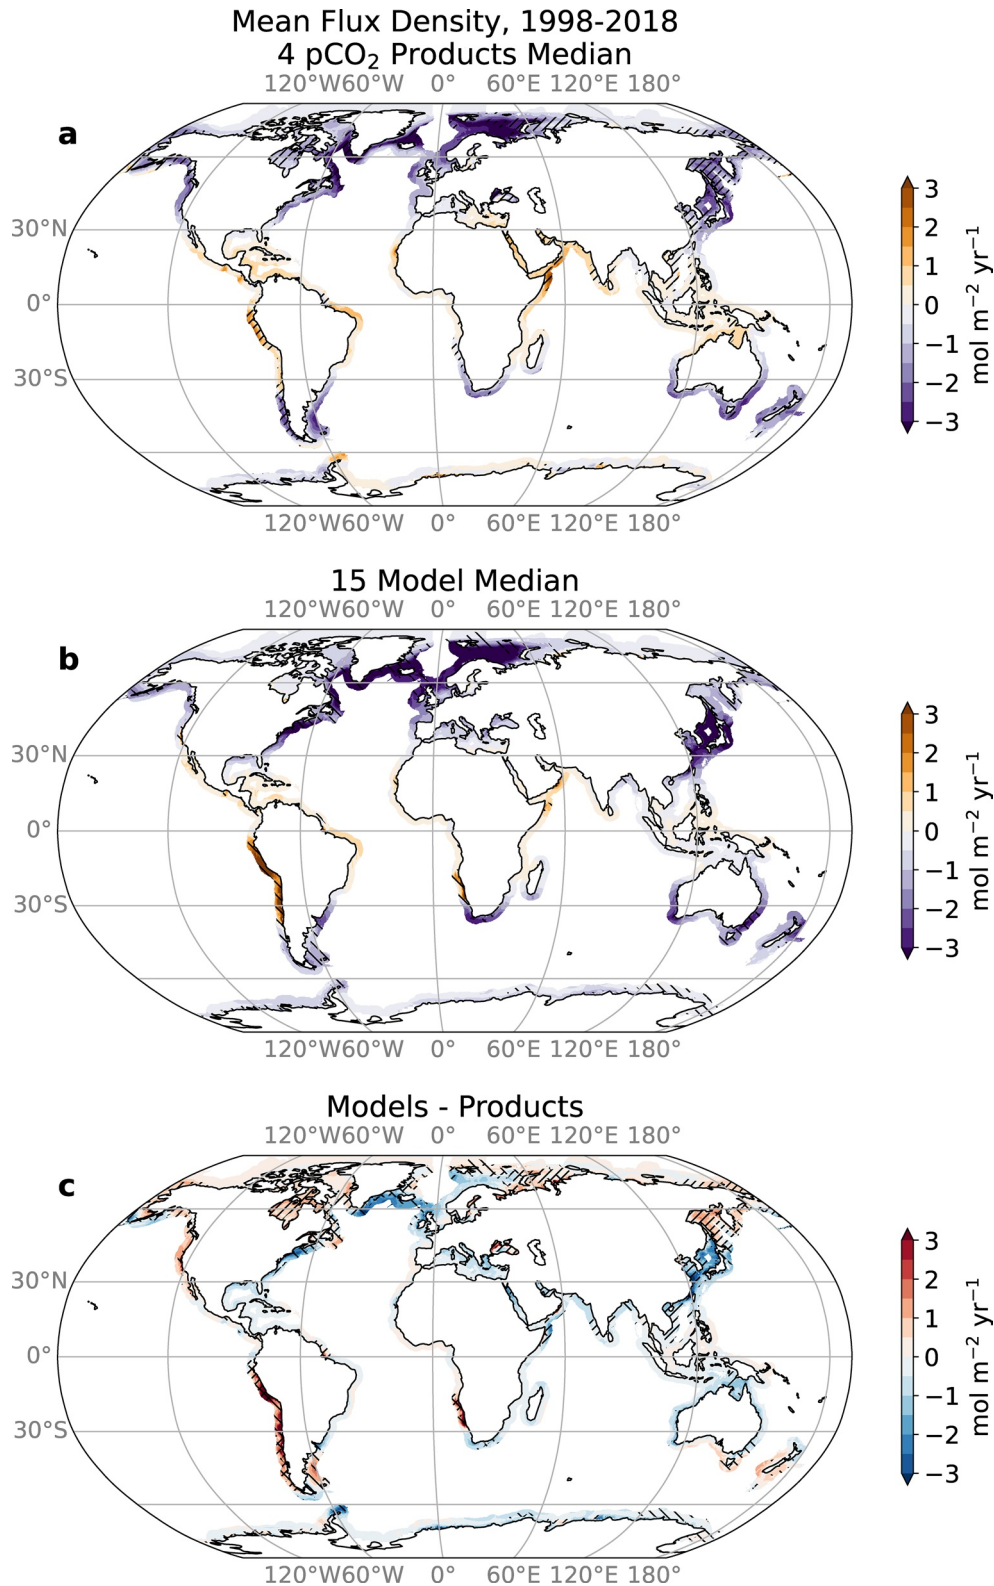 Mean Flux Density, 1998-2018
4 pCO₂ Products Median
120°W60°W 0° 60°E 120°E 180°
a
30°N
0°
30°S
3
2
1
0
−1
−2
−3
mol m⁻² yr⁻¹
120°W60°W 0° 60°E 120°E 180°
15 Model Median
120°W60°W 0° 60°E 120°E 180°
b
30°N
0°
30°S
3
2
1
0
−1
−2
−3
mol m⁻² yr⁻¹
120°W60°W 0° 60°E 120°E 180°
Models - Products
120°W60°W 0° 60°E 120°E 180°
c
30°N
0°
30°S
3
2
1
0
−1
−2
−3
mol m⁻² yr⁻¹
120°W60°W 0° 60°E 120°E 180°